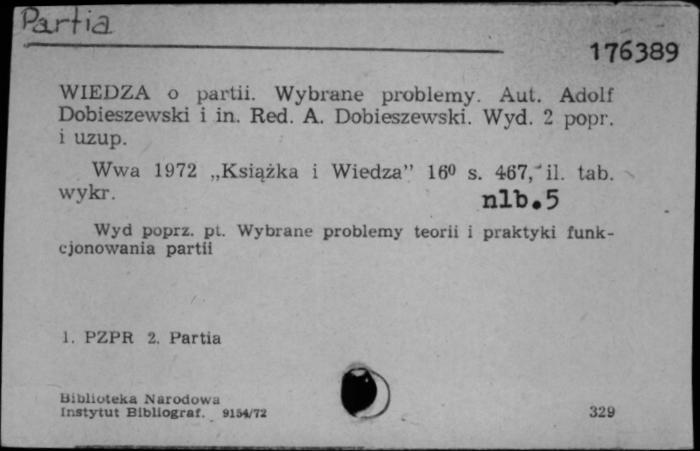 Partia
176389
WIEDZA o partii. Wybrane problemy. Aut. Adolf
Dobieszewski i in. Red. A. Dobieszewski. Wyd. 2 popr.
i uzup.
Wwa 1972 „Książka i Wiedza” 16⁰ s. 467, il. tab.
wykr.
nlb.5
Wyd poprz. pt. Wybrane problemy teorii i praktyki funk-
cjonowania partii
1. PZPR 2. Partia
Biblioteka Narodowa
Instytut Bibliograf. 9154/72
329